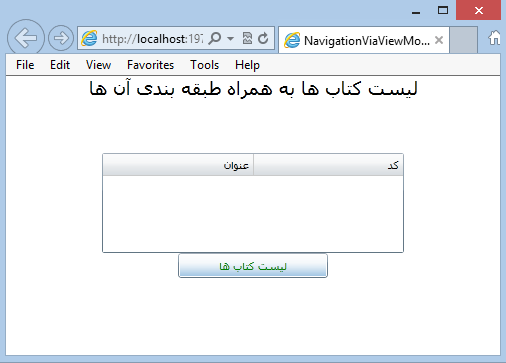 http://localhost:197
NavigationViaViewMo...
File Edit View Favorites Tools Help
لیست کتاب ها به همراه طبقه بندی آن ها
کد عنوان
لیست کتاب ها